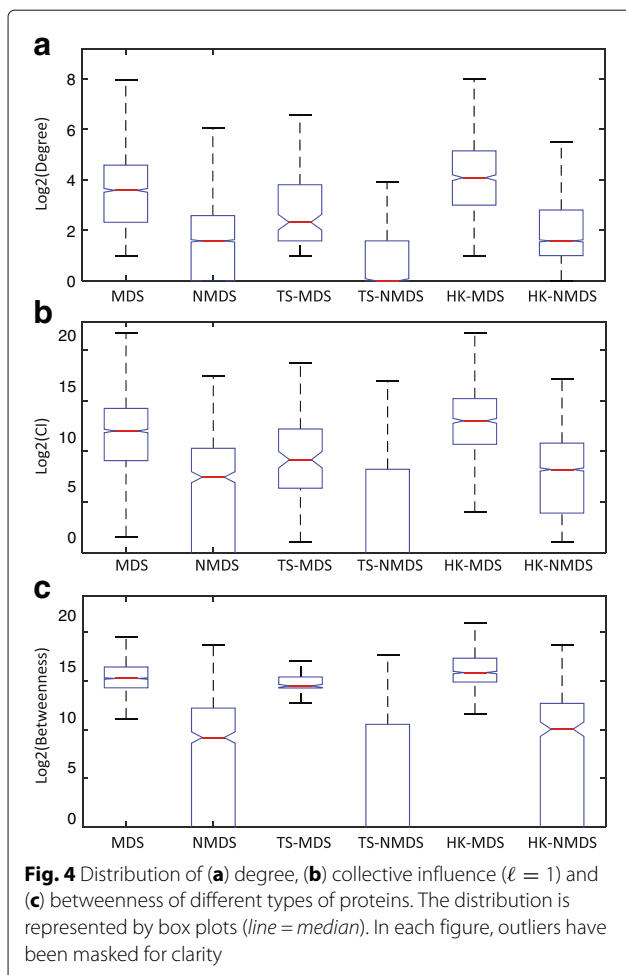 a
Log2(Degree)
8
6
4
2
0
MDS NMDS TS-MDS TS-NMDS HK-MDS HK-NMDS
b
Log2(CI)
20
15
10
5
0
MDS NMDS TS-MDS TS-NMDS HK-MDS HK-NMDS
c
Log2(Betweenness)
20
15
10
5
0
MDS NMDS TS-MDS TS-NMDS HK-MDS HK-NMDS
Fig. 4 Distribution of (a) degree, (b) collective influence (ℓ = 1) and
(c) betweenness of different types of proteins. The distribution is
represented by box plots (line = median). In each figure, outliers have
been masked for clarity